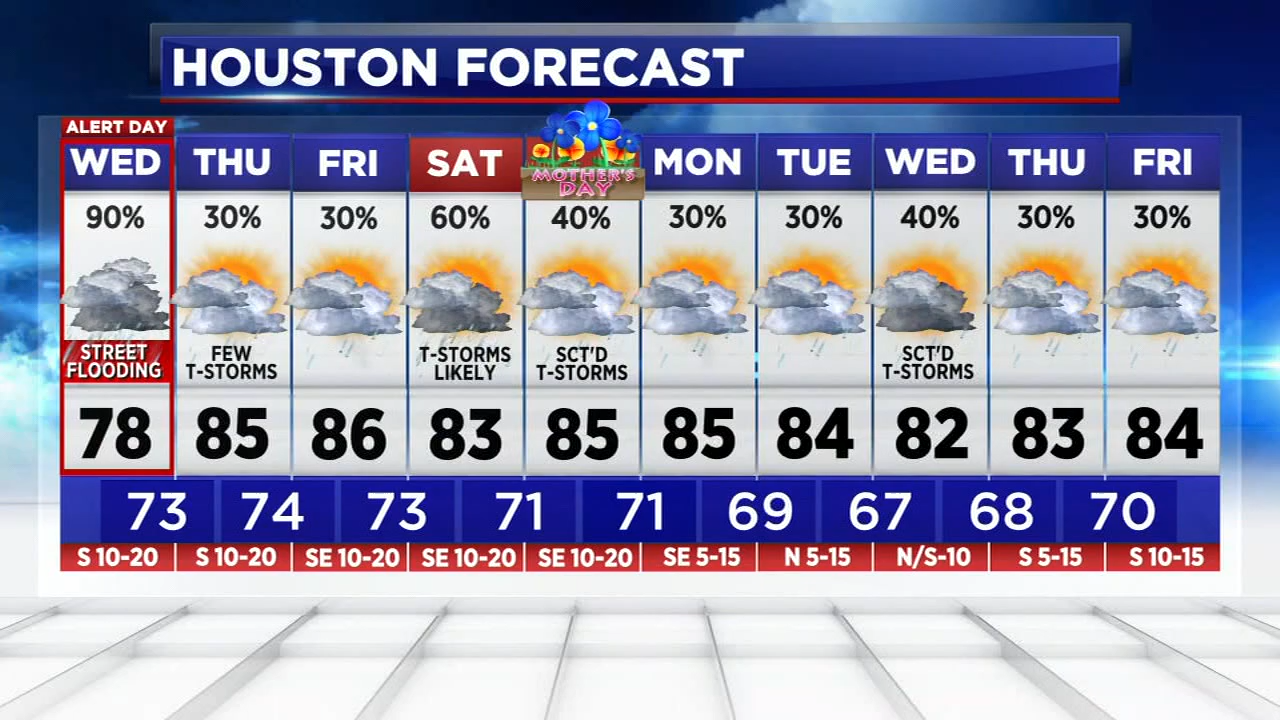 HOUSTON FORECAST
ALERT DAY
WED THU FRI SAT MOTHER'S DAY MON TUE WED THU FRI
90% 30% 30% 60% 40% 30% 30% 40% 30% 30%
STREET FLOODING
FEW T-STORMS
T-STORMS LIKELY
SCT'D T-STORMS
SCT'D T-STORMS
78 85 86 83 85 85 84 82 83 84
73 74 73 71 71 69 67 68 70
S 10-20 S 10-20 SE 10-20 SE 10-20 SE 10-20 SE 5-15 N 5-15 N/S-10 S 5-15 S 10-15